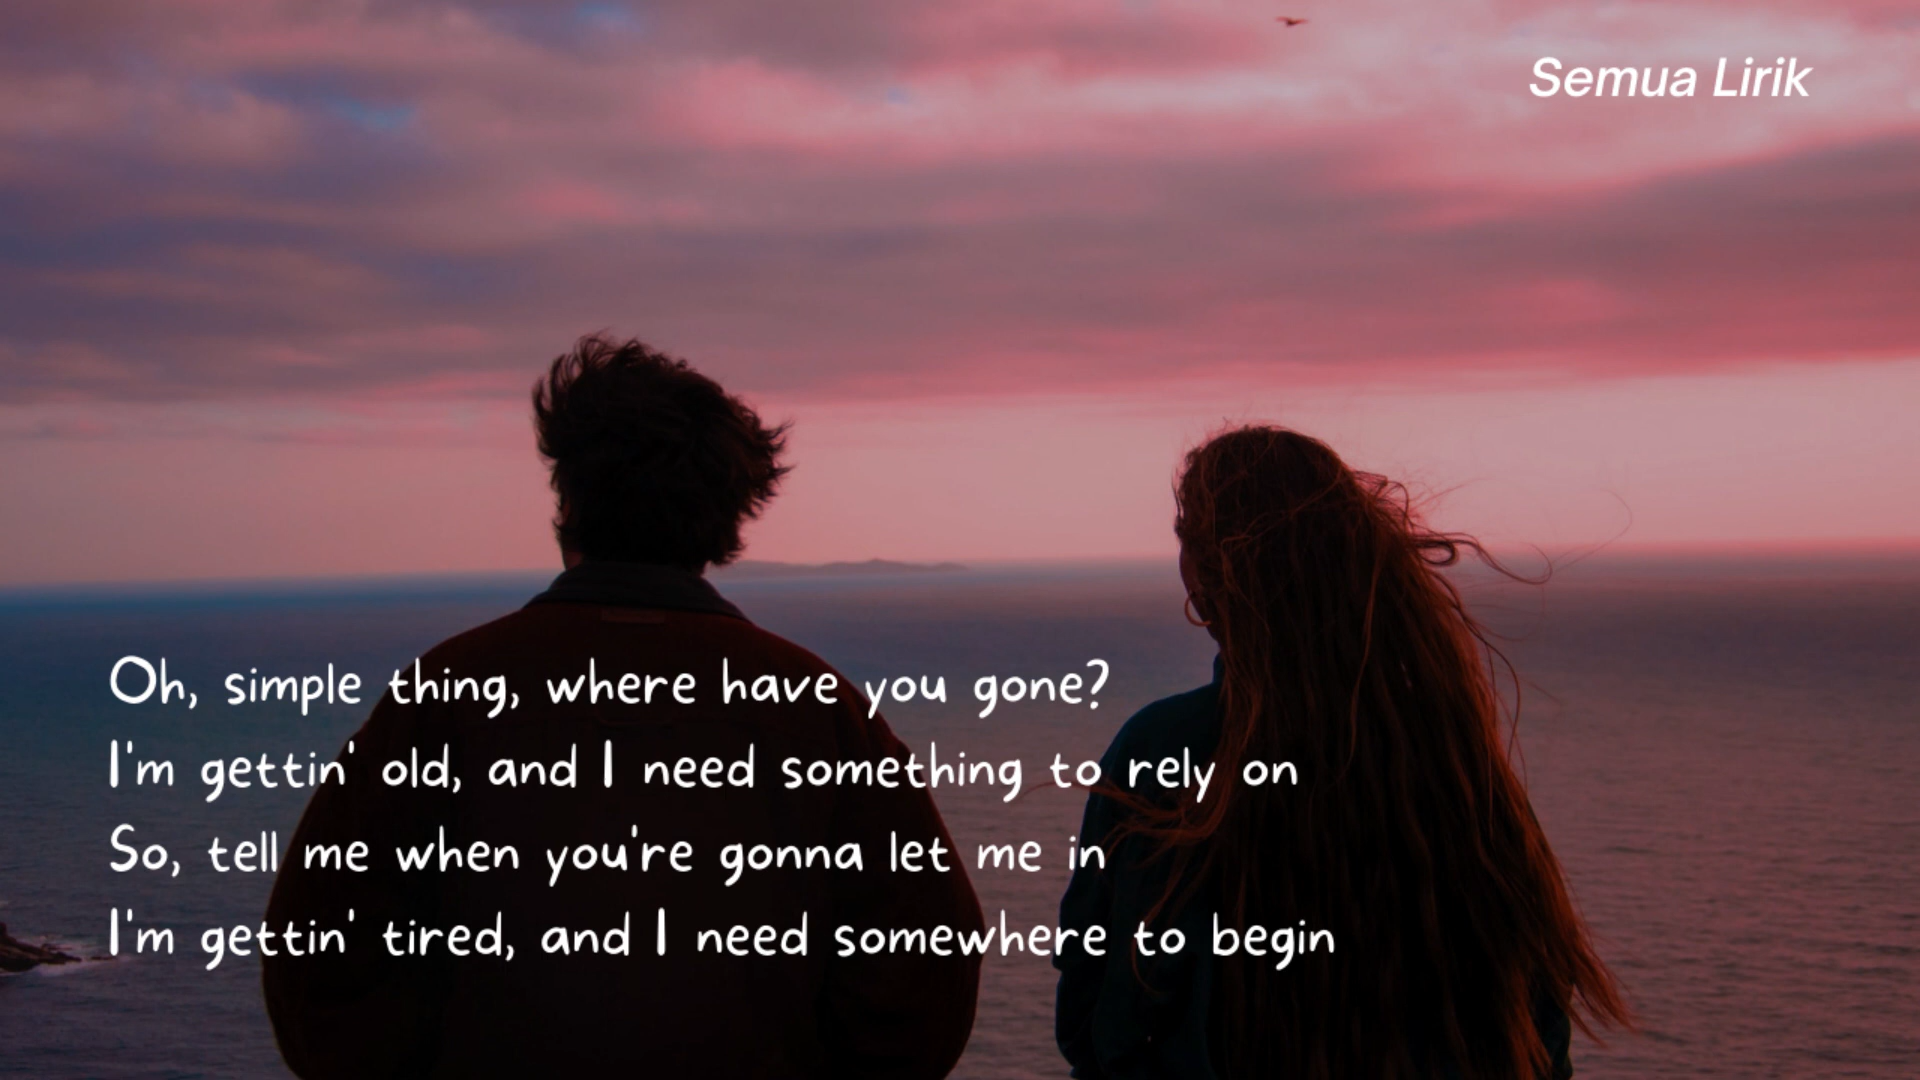 Semua Lirik
Oh, simple thing, where have you gone?
I'm gettin' old, and I need something to rely on
So, tell me when you're gonna let me in
I'm gettin' tired, and I need somewhere to begin